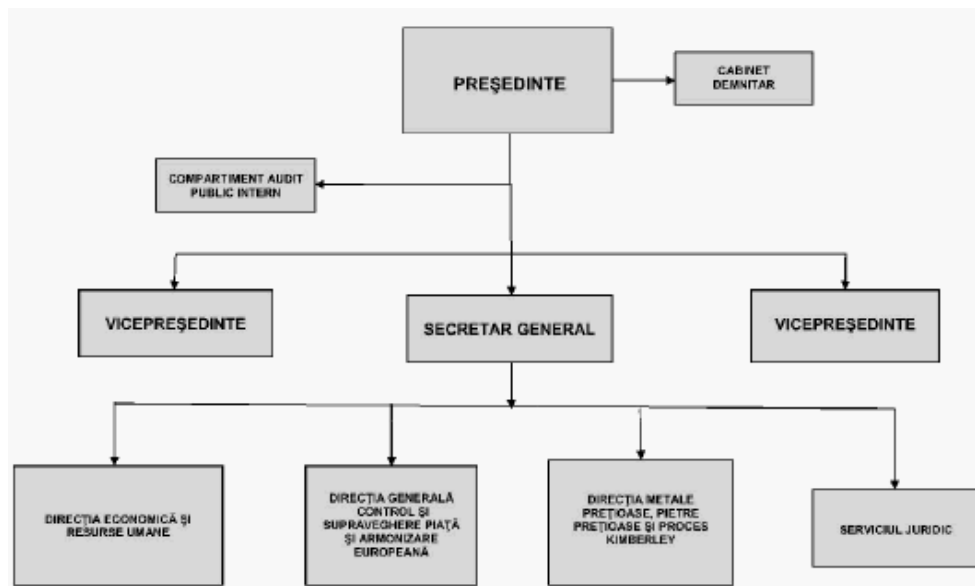 PREŞEDINTE
CABINET
DEMNITAR
COMPARTIMENT AUDIT
PUBLIC INTERN
VICEPREŞEDINTE
SECRETAR GENERAL
VICEPREŞEDINTE
DIRECŢIA ECONOMICĂ ŞI
RESURSE UMANE
DIRECŢIA GENERALĂ
CONTROL ŞI
SUPRAVEGHERE PIAŢĂ
ŞI ARMONIZARE
EUROPEANĂ
DIRECŢIA METALE
PREŢIOASE, PIETRE
PREŢIOASE ŞI PROCES
KIMBERLEY
SERVICIUL JURIDIC